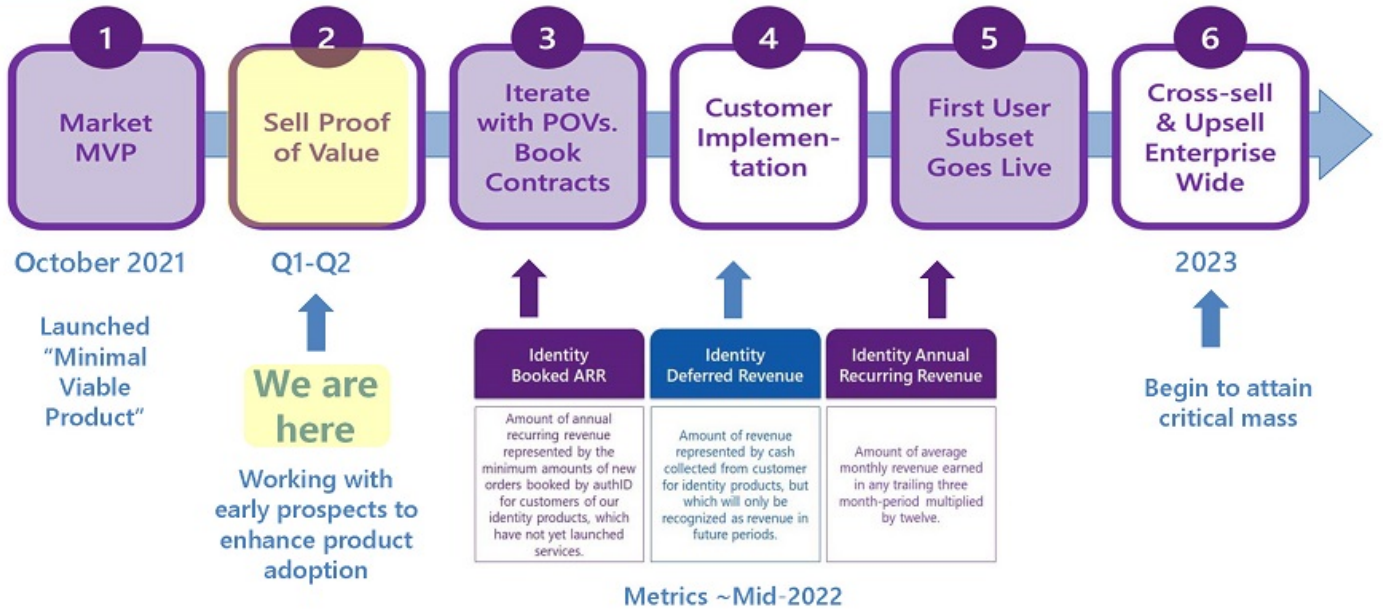 1
Market
MVP
2
Sell Proof
of Value
3
Iterate
with POVs.
Book
Contracts
4
Customer
Implemen-
tation
5
First User
Subset
Goes Live
6
Cross-sell
& Upsell
Enterprise
Wide
October 2021
Launched
“Minimal
Viable
Product”
Q1-Q2
We are
here
Working with
early prospects to
enhance product
adoption
Identity
Booked ARR
Amount of annual
recurring revenue
represented by the
minimum amounts of new
orders booked by authID
for customers of our
identity products, which
have not yet launched
services.
Identity
Deferred Revenue
Amount of revenue
represented by cash
collected from customer
for identity products, but
which will only be
recognized as revenue in
future periods.
Identity Annual
Recurring Revenue
Amount of average
monthly revenue earned
in any trailing three
month-period multiplied
by twelve.
Metrics ~Mid-2022
2023
Begin to attain
critical mass